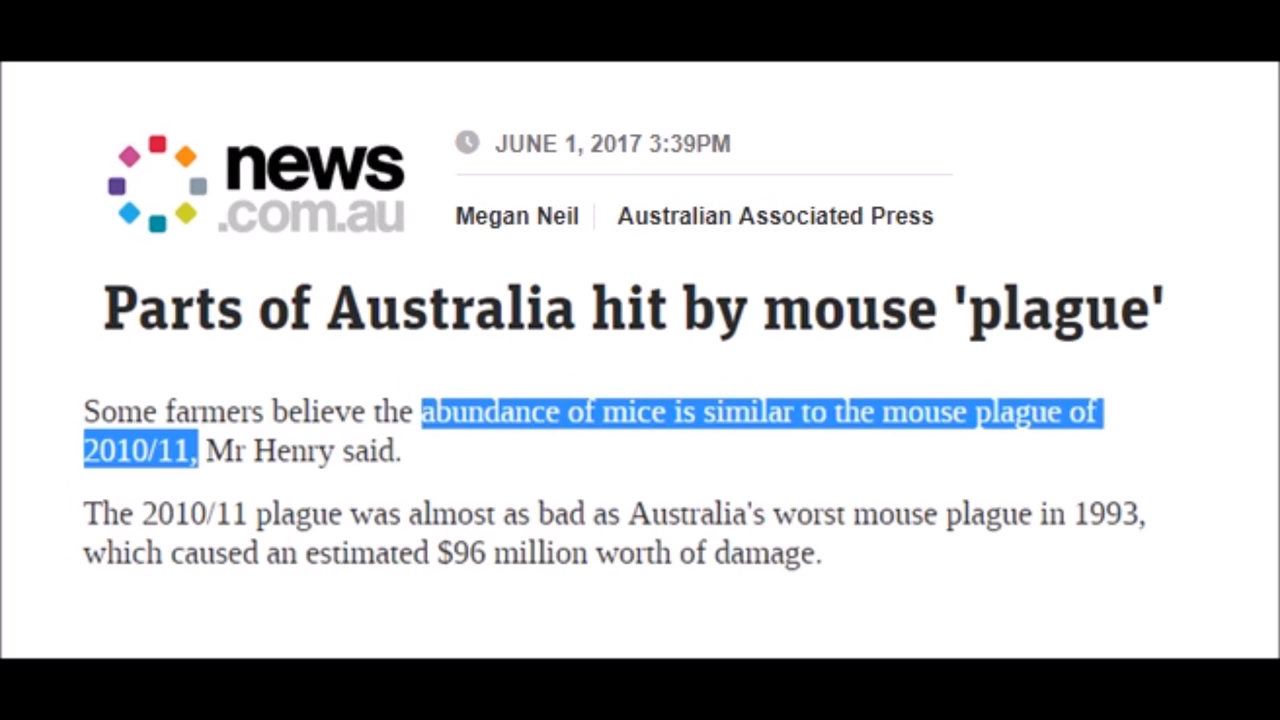 news
.com.au
JUNE 1, 2017 3:39PM
Megan Neil Australian Associated Press
Parts of Australia hit by mouse 'plague'
Some farmers believe the abundance of mice is similar to the mouse plague of
2010/11, Mr Henry said.
The 2010/11 plague was almost as bad as Australia's worst mouse plague in 1993,
which caused an estimated $96 million worth of damage.